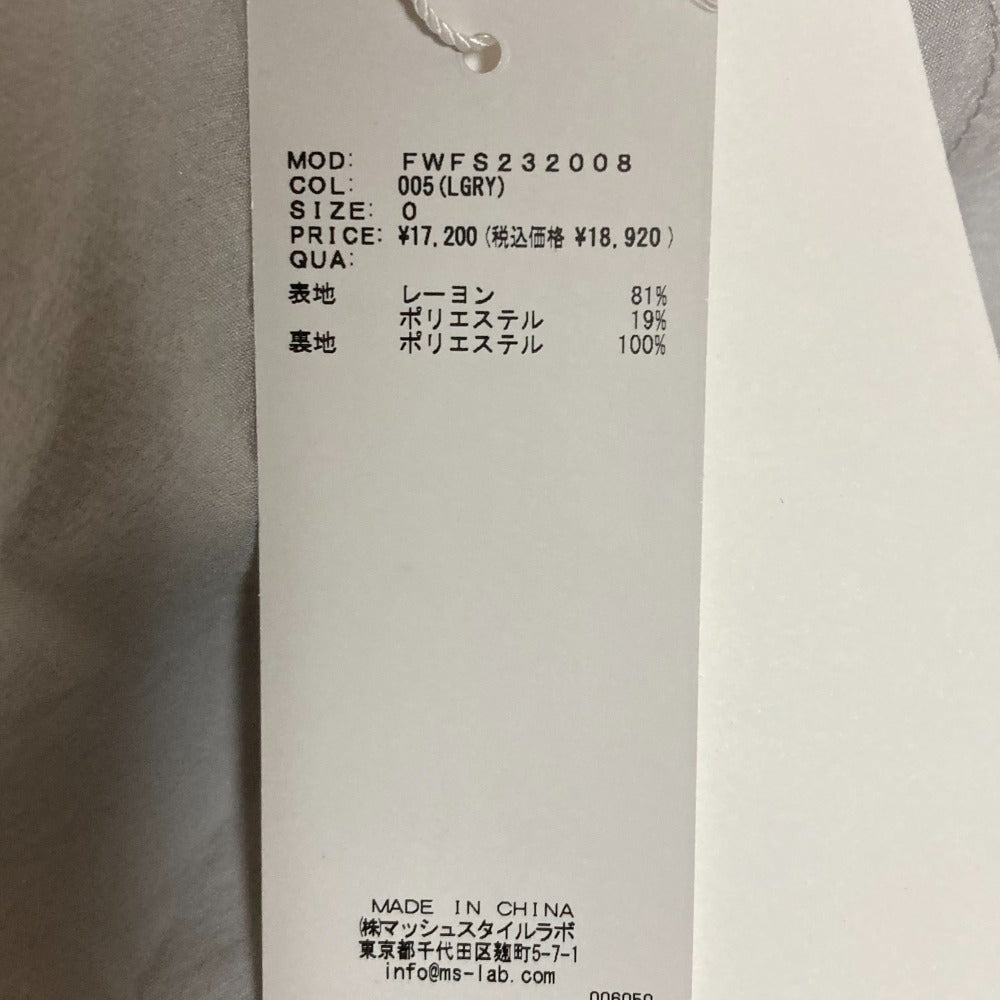 MOD: FWFS232008
COL: 005(LGRY)
SIZE: 0
PRICE: ¥17,200 (税込価格 ¥18,920 )
QUA:
表地 レーヨン 81%
ポリエステル 19%
裏地 ポリエステル 100%
MADE IN CHINA
㈱マッシュスタイルラボ
東京都千代田区麹町5-7-1
info@ms-lab.com